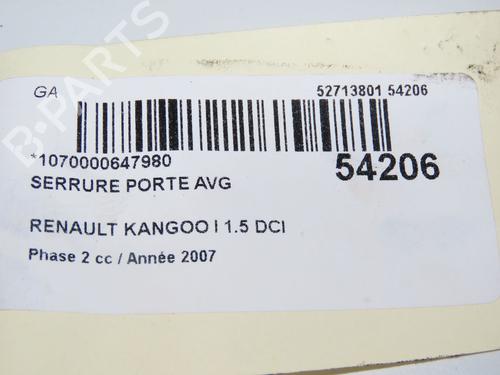 GA
52713801 54206
*1070000647980
54206
SERRURE PORTE AVG
RENAULT KANGOO I 1.5 DCI
Phase 2 cc / Année 2007
B-PARTS